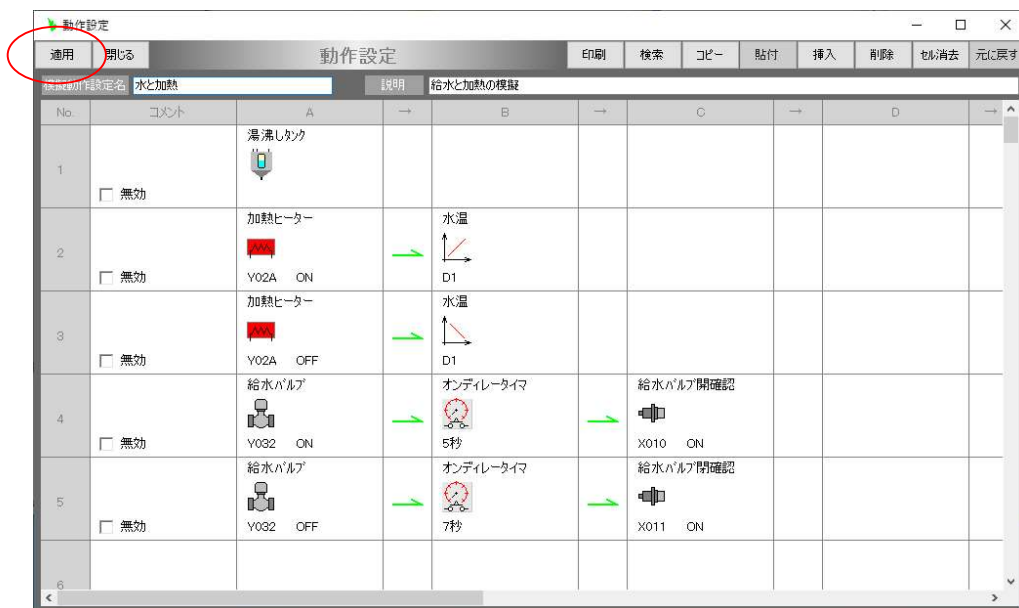 動作設定
適用 閉じる 動作設定 印刷 検索 コピー 貼付 挿入 削除 セル消去 元に戻す
模擬動作設定名 水と加熱 説明 給水と加熱の模擬
No. コメント A → B → C → D →
湯沸しタンク
1
無効
加熱ヒーター 水温
2
無効 Y02A ON D1
加熱ヒーター 水温
3
無効 Y02A OFF D1
給水バルブ オンディレータイマ 給水バルブ開確認
4
無効 Y032 ON 5秒 X010 ON
給水バルブ オンディレータイマ 給水バルブ閉確認
5
無効 Y032 OFF 7秒 X011 ON
6